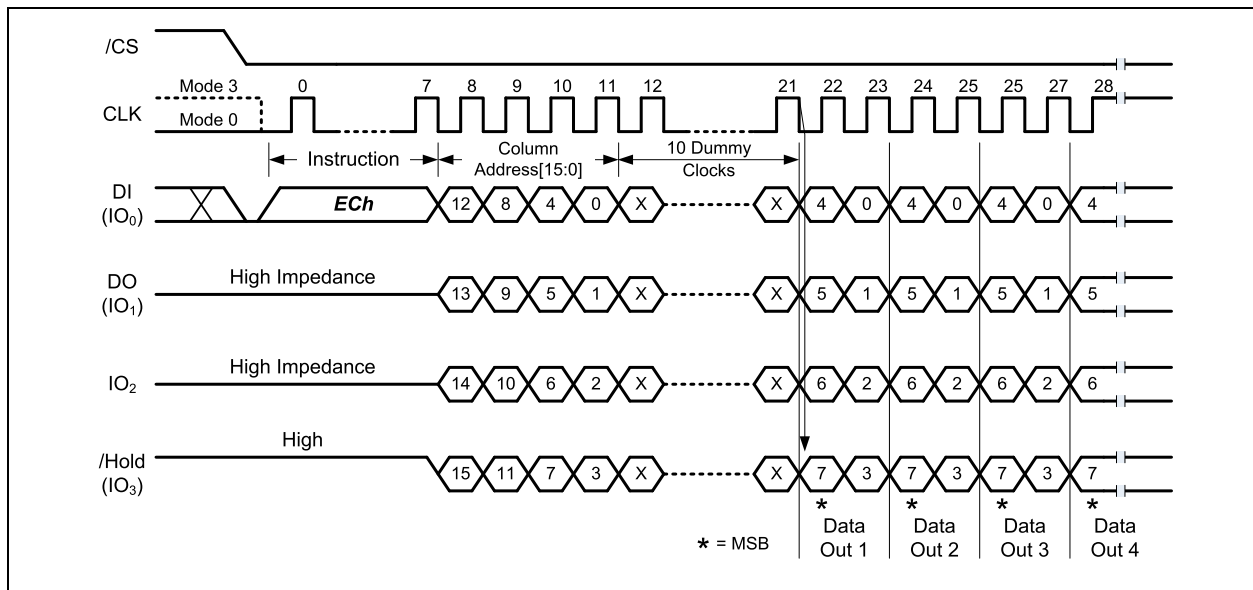 /CS
Mode 3 0 7 8 9 10 11 12 21 22 23 24 25 25 27 28
CLK
Mode 0
Instruction Column Address[15:0] 10 Dummy Clocks
DI (IO0) ECh 12 8 4 0 X X 4 0 4 0 4 0 4
DO (IO1) High Impedance 13 9 5 1 X X 5 1 5 1 5 1 5
IO2 High Impedance 14 10 6 2 X X 6 2 6 2 6 2 6
/Hold (IO3) High 15 11 7 3 X X 7 3 7 3 7 3 7
* * * *
* = MSB
Data Out 1 Data Out 2 Data Out 3 Data Out 4